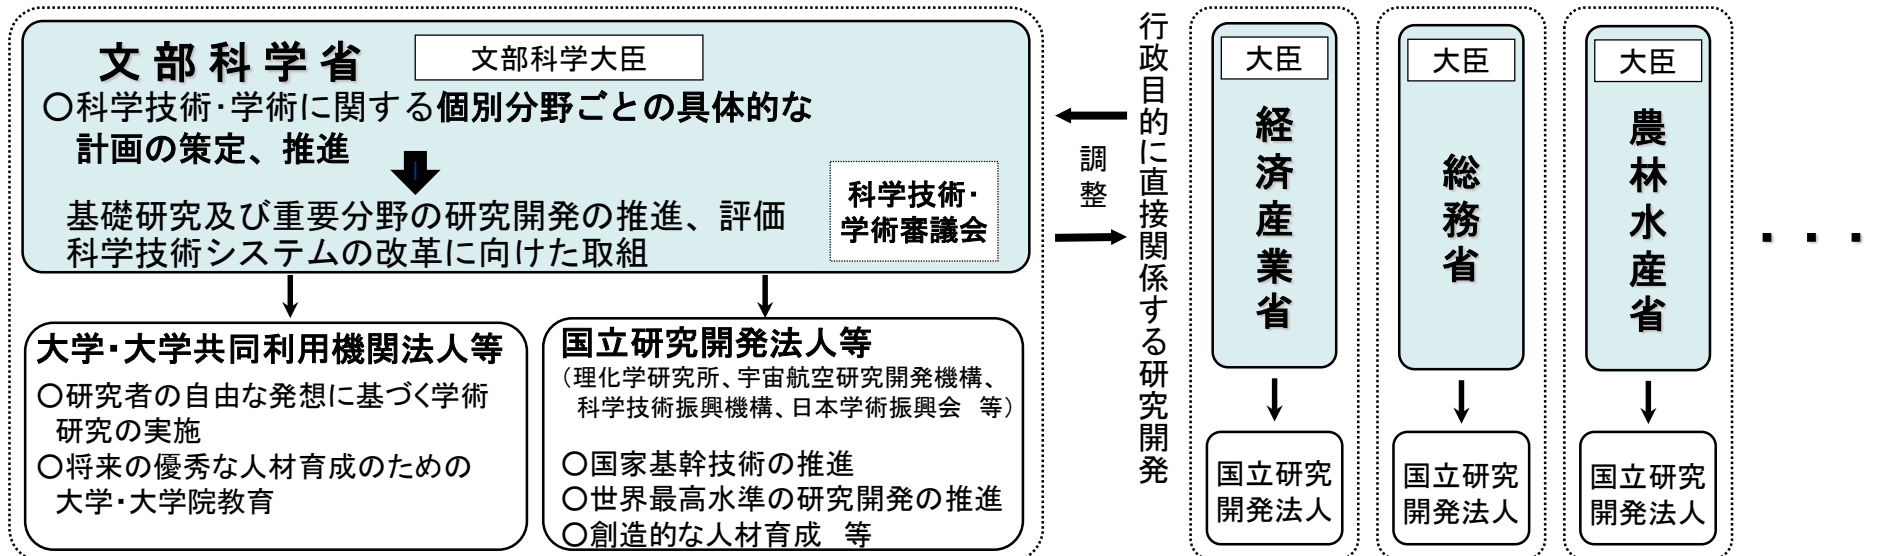 文部科学省
文部科学大臣
○科学技術・学術に関する個別分野ごとの具体的な
計画の策定、推進
基礎研究及び重要分野の研究開発の推進、評価
科学技術システムの改革に向けた取組
科学技術・
学術審議会
大学・大学共同利用機関法人等
○研究者の自由な発想に基づく学術
研究の実施
○将来の優秀な人材育成のための
大学・大学院教育
国立研究開発法人等
（理化学研究所、宇宙航空研究開発機構、
科学技術振興機構、日本学術振興会　等）
○国家基幹技術の推進
○世界最高水準の研究開発の推進
○創造的な人材育成　等
調整
行政目的に直接関係する研究開発
大臣
経済産業省
国立研究
開発法人
大臣
総務省
国立研究
開発法人
大臣
農林水産省
国立研究
開発法人
・・・